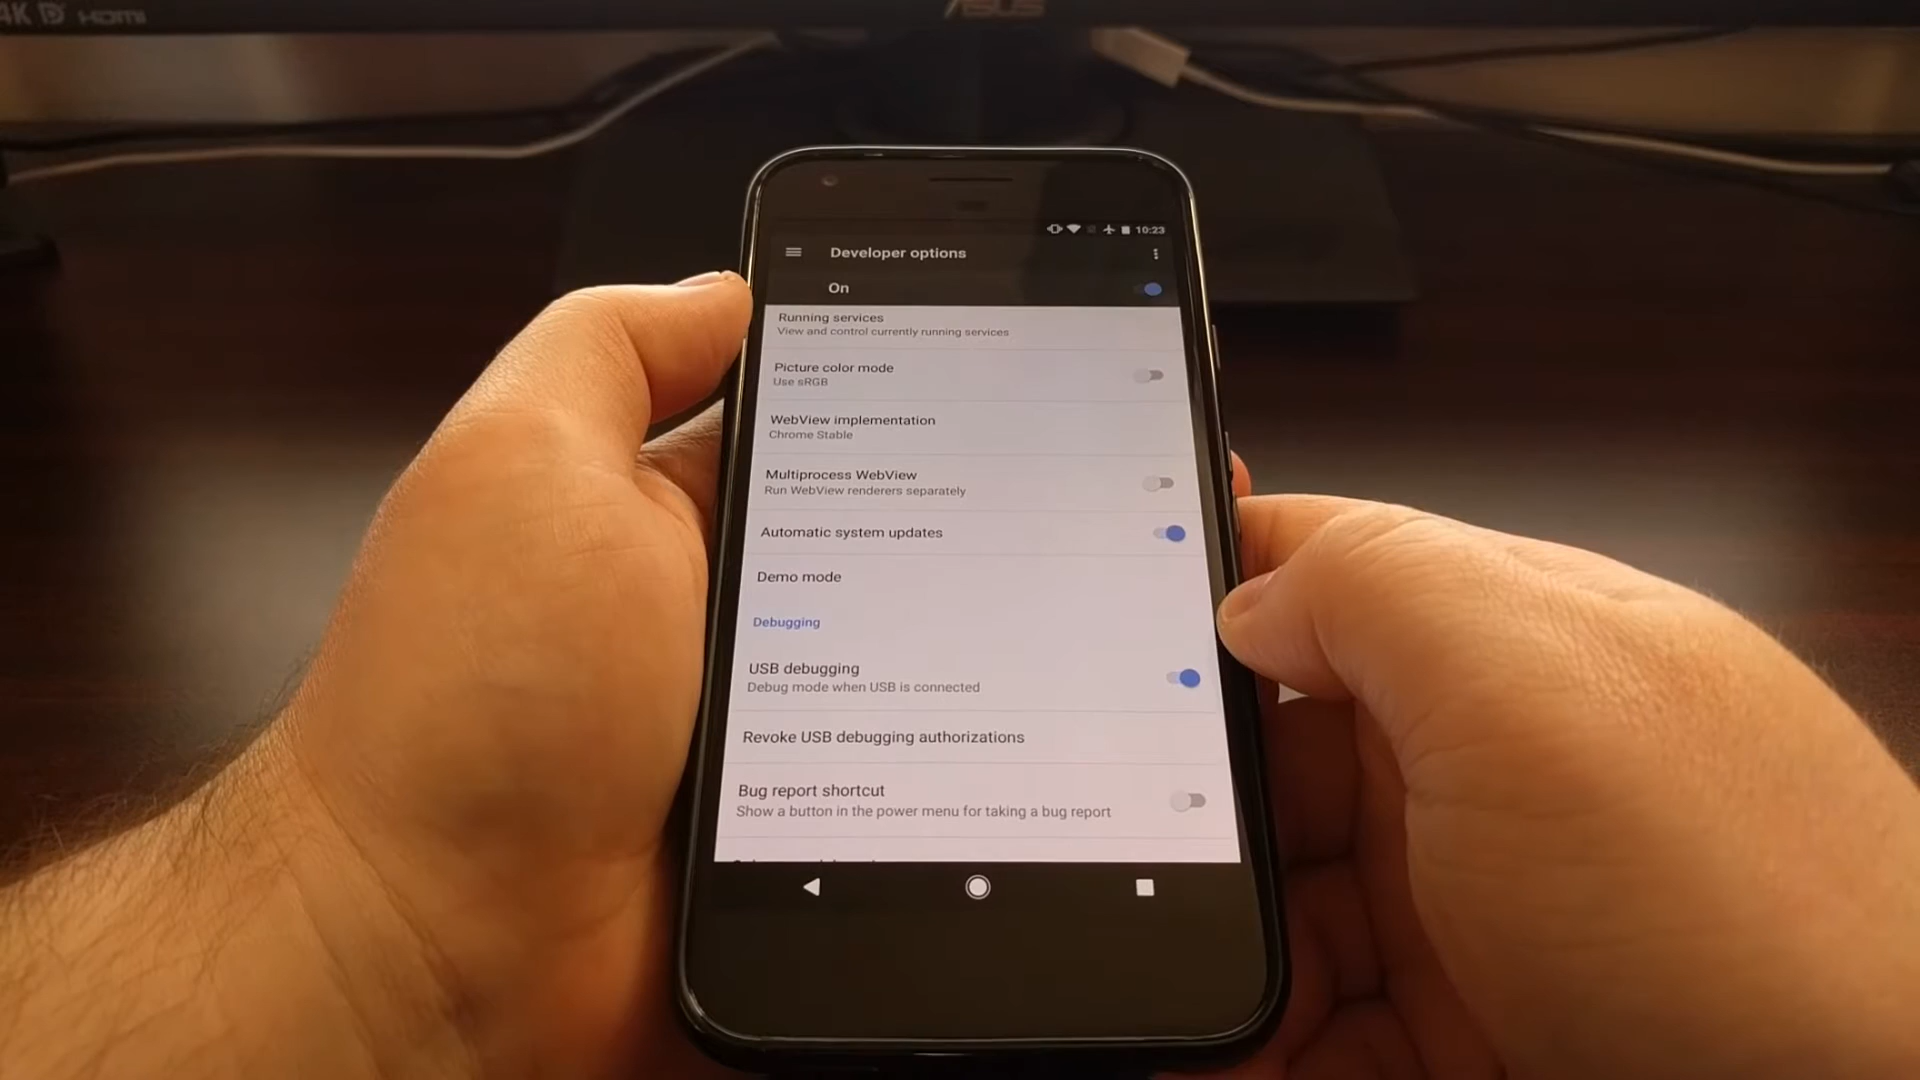 4K HDMI
ASUS
10:23
Developer options
On
Running services
View and control currently running services
Picture color mode
Use sRGB
WebView implementation
Chrome Stable
Multiprocess WebView
Run WebView renderers separately
Automatic system updates
Demo mode
Debugging
USB debugging
Debug mode when USB is connected
Revoke USB debugging authorizations
Bug report shortcut
Show a button in the power menu for taking a bug report